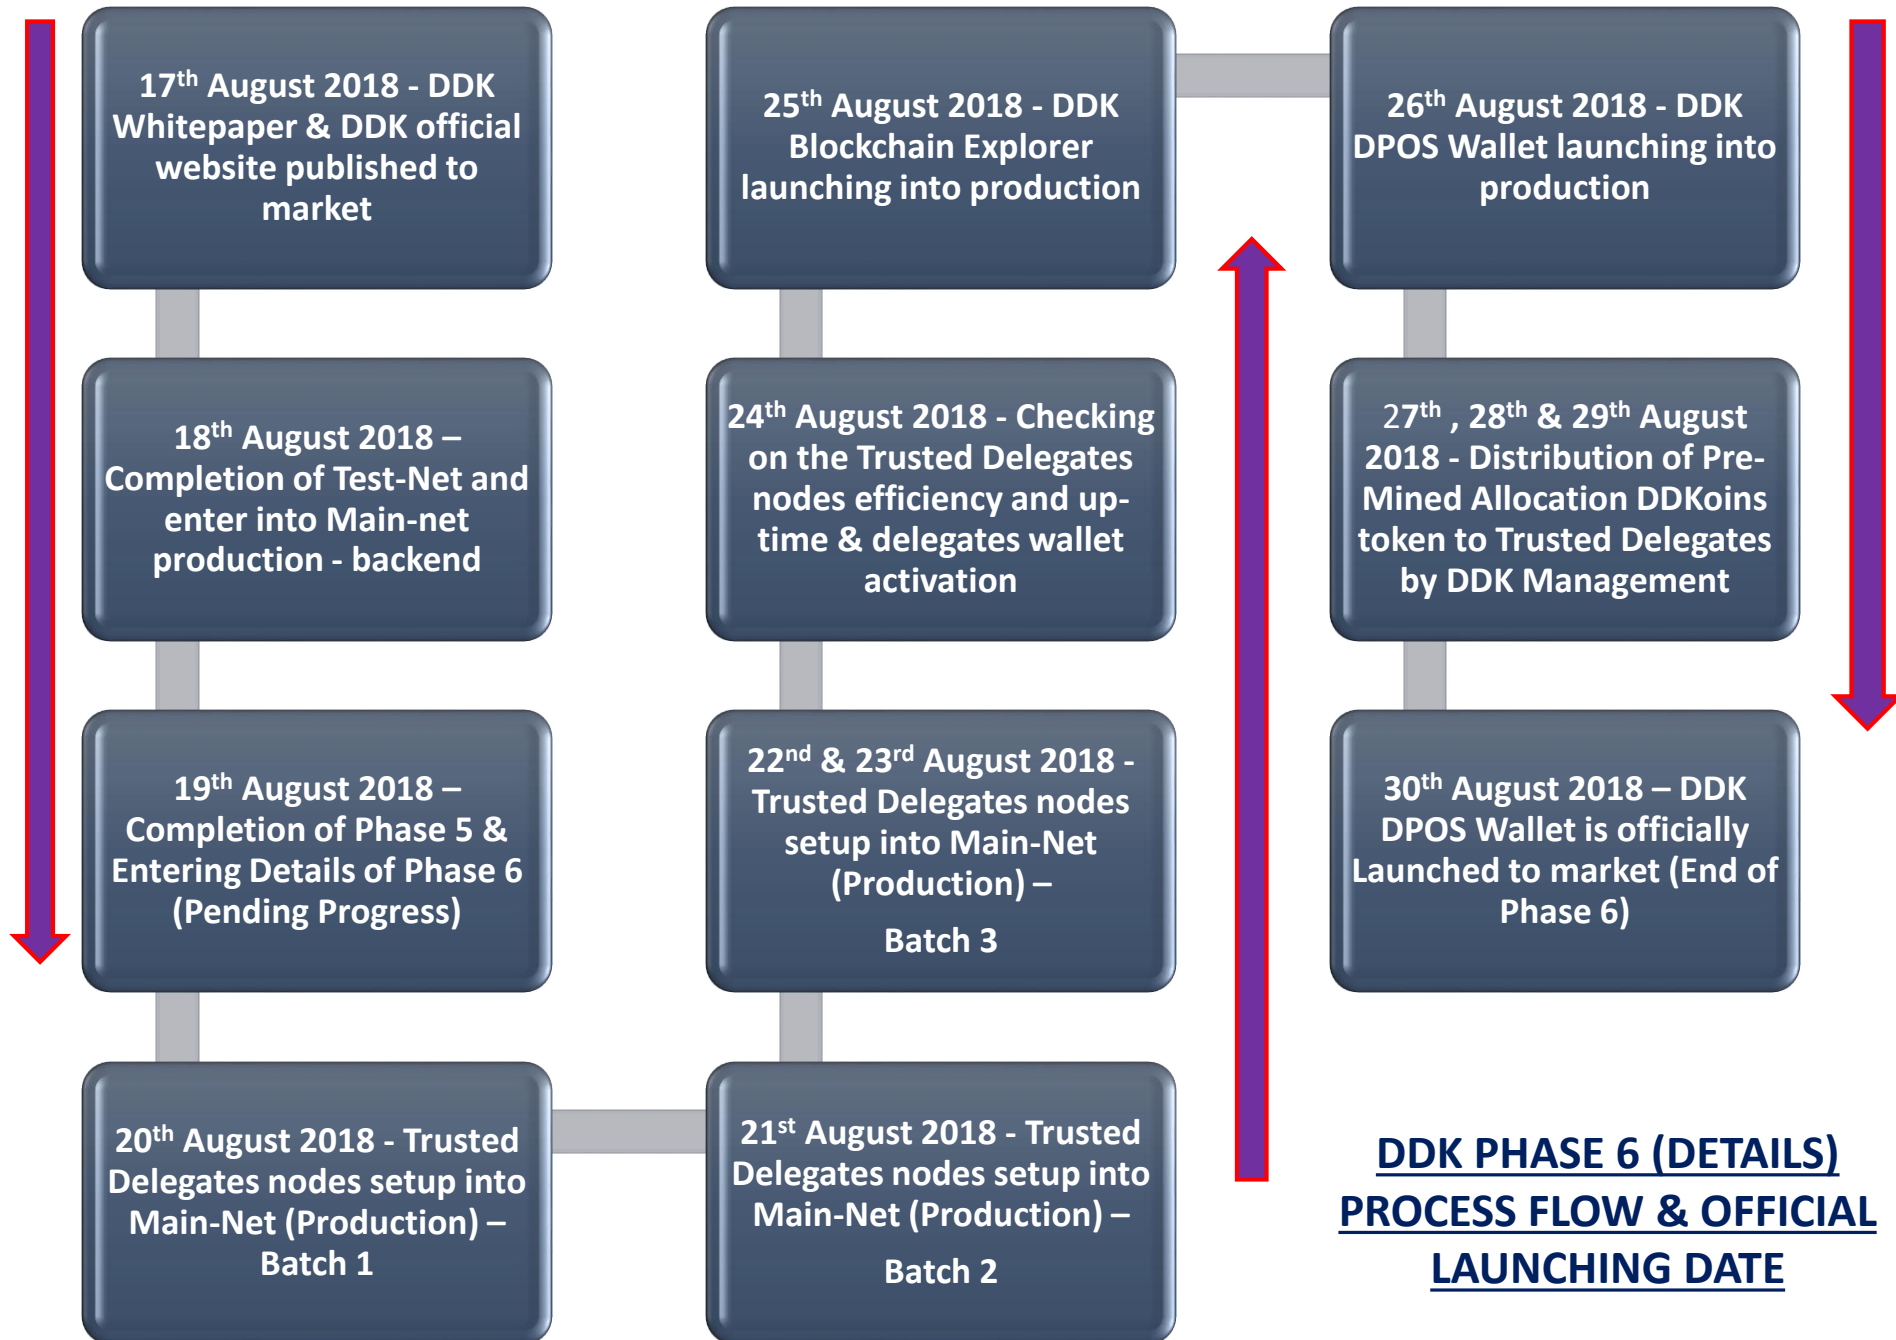 17th August 2018 - DDK
Whitepaper & DDK official
website published to
market
18th August 2018 –
Completion of Test-Net and
enter into Main-net
production - backend
19th August 2018 –
Completion of Phase 5 &
Entering Details of Phase 6
(Pending Progress)
20th August 2018 - Trusted
Delegates nodes setup into
Main-Net (Production) –
Batch 1
21st August 2018 - Trusted
Delegates nodes setup into
Main-Net (Production) –
Batch 2
22nd & 23rd August 2018 -
Trusted Delegates nodes
setup into Main-Net
(Production) –
Batch 3
24th August 2018 - Checking
on the Trusted Delegates
nodes efficiency and up-
time & delegates wallet
activation
25th August 2018 - DDK
Blockchain Explorer
launching into production
26th August 2018 - DDK
DPOS Wallet launching into
production
27th , 28th & 29th August
2018 - Distribution of Pre-
Mined Allocation DDKoins
token to Trusted Delegates
by DDK Management
30th August 2018 – DDK
DPOS Wallet is officially
Launched to market (End of
Phase 6)
DDK PHASE 6 (DETAILS)
PROCESS FLOW & OFFICIAL
LAUNCHING DATE